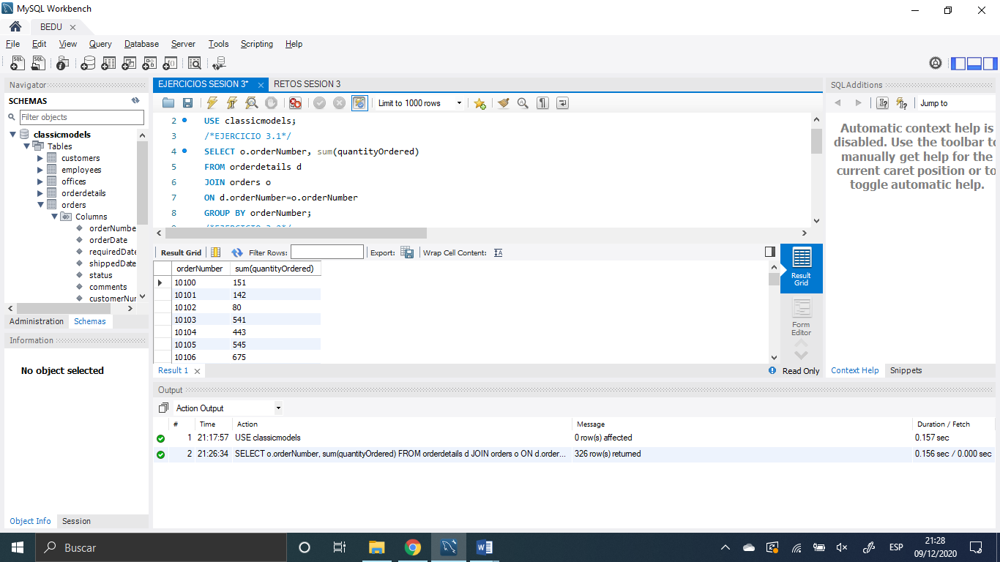 MySQL Workbench
BEDU
File Edit View Query Database Server Tools Scripting Help
Navigator
SCHEMAS
Filter objects
classicmodels
Tables
customers
employees
offices
orderdetails
orders
Columns
orderNumbe
orderDate
requiredDate
shippedDate
status
comments
customerNur
Administration Schemas
Information
No object selected
Object Info Session
EJERCICIOS SESION 3* RETOS SESION 3
Limit to 1000 rows
2 USE classicmodels;
3 /*EJERCICIO 3.1*/
4 SELECT o.orderNumber, sum(quantityOrdered)
5 FROM orderdetails d
6 JOIN orders o
7 ON d.orderNumber=o.orderNumber
8 GROUP BY orderNumber;
Result Grid Filter Rows: Export: Wrap Cell Content:
orderNumber sum(quantityOrdered)
10100 151
10101 142
10102 80
10103 541
10104 443
10105 545
10106 675
Result Grid
Form Editor
Result 1 Read Only
Output
Action Output
# Time Action Message Duration / Fetch
1 21:17:57 USE classicmodels 0 row(s) affected 0.157 sec
2 21:26:34 SELECT o.orderNumber, sum(quantityOrdered) FROM orderdetails d JOIN orders o ON d.order... 326 row(s) returned 0.156 sec / 0.000 sec
SQLAdditions
Jump to
Automatic context help is
disabled. Use the toolbar to
manually get help for the
current caret position or to
toggle automatic help.
Context Help Snippets
Buscar
ESP
21:28
09/12/2020